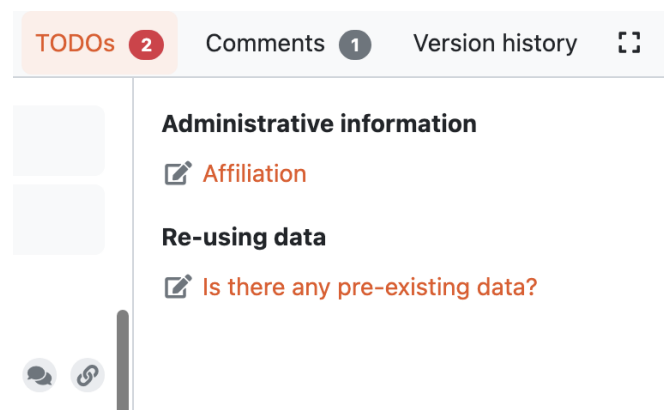 TODOs 2 Comments 1 Version history
Administrative information
Affiliation
Re-using data
Is there any pre-existing data?